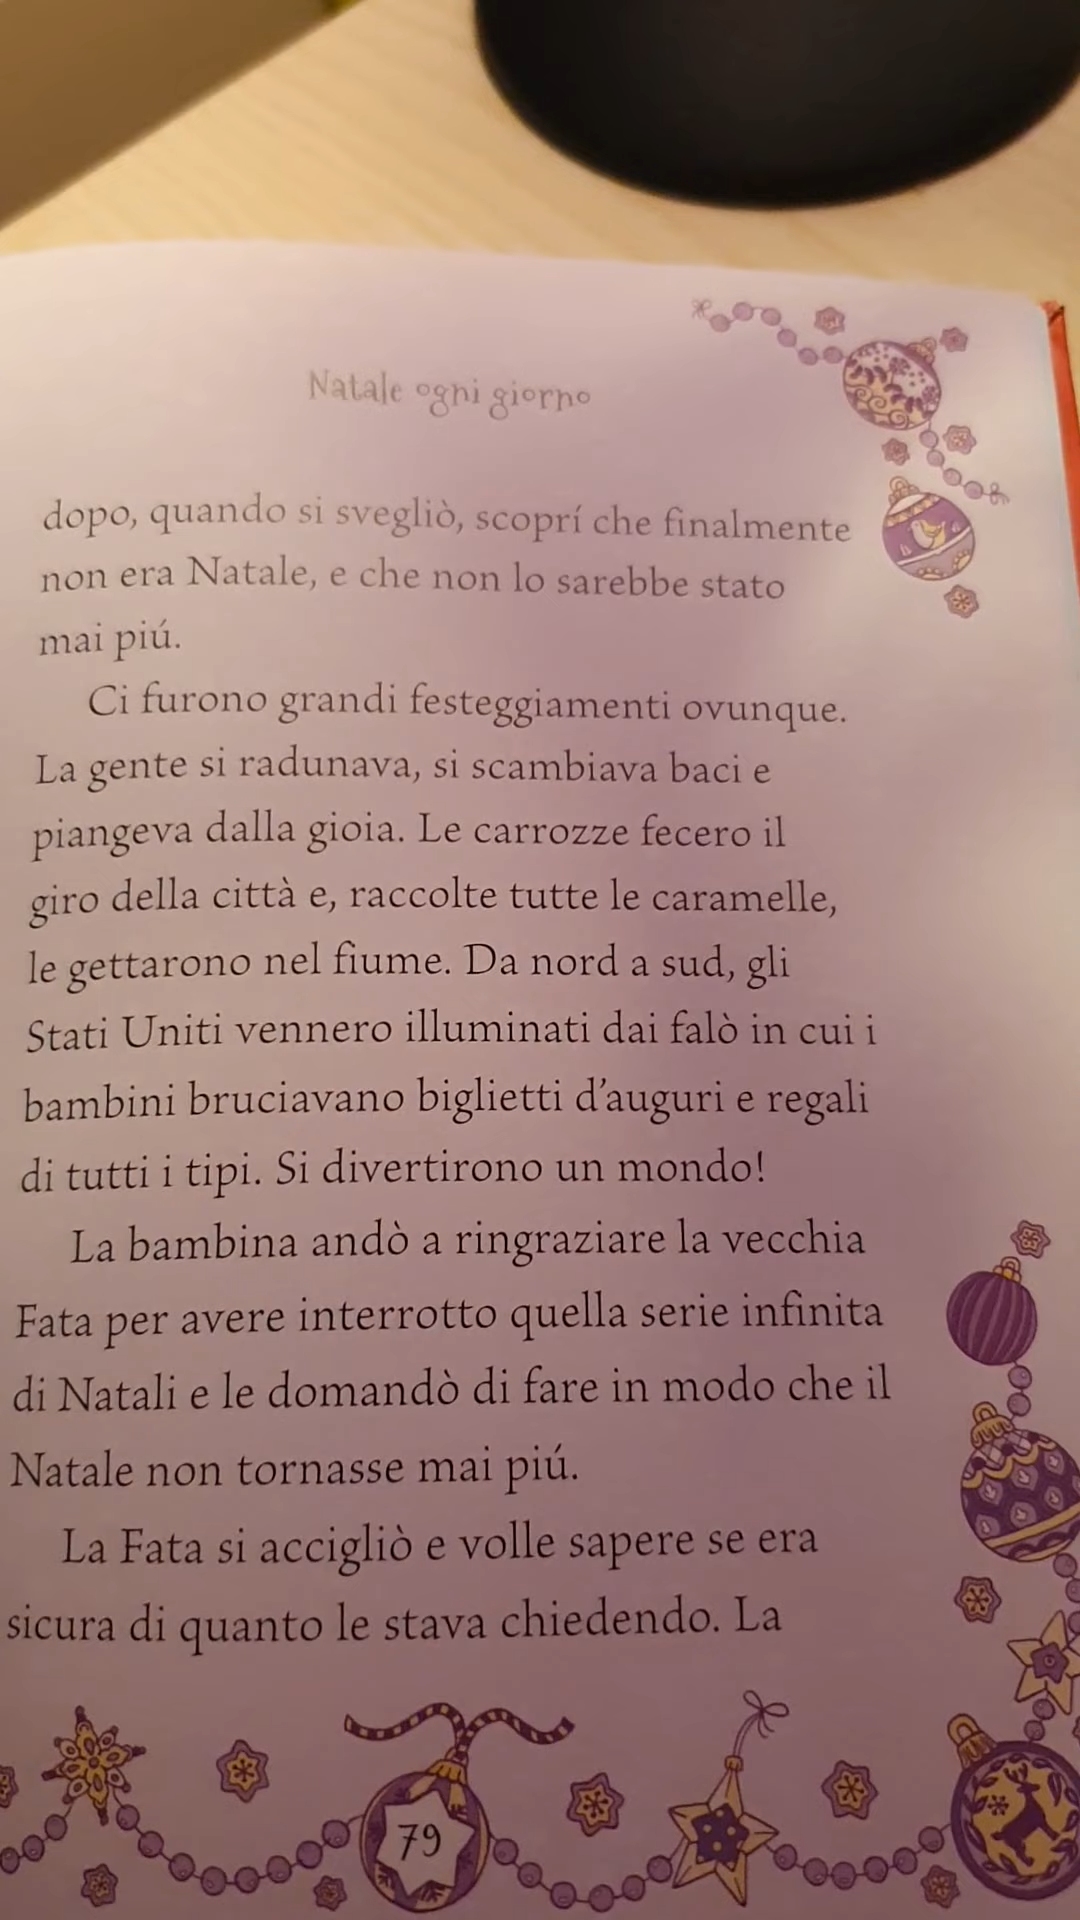 Natale ogni giorno
dopo, quando si svegliò, scoprí che finalmente
non era Natale, e che non lo sarebbe stato
mai piú.
Ci furono grandi festeggiamenti ovunque.
La gente si radunava, si scambiava baci e
piangeva dalla gioia. Le carrozze fecero il
giro della città e, raccolte tutte le caramelle,
le gettarono nel fiume. Da nord a sud, gli
Stati Uniti vennero illuminati dai falò in cui i
bambini bruciavano biglietti d'auguri e regali
di tutti i tipi. Si divertirono un mondo!
La bambina andò a ringraziare la vecchia
Fata per avere interrotto quella serie infinita
di Natali e le domandò di fare in modo che il
Natale non tornasse mai piú.
La Fata si accigliò e volle sapere se era
sicura di quanto le stava chiedendo. La
79